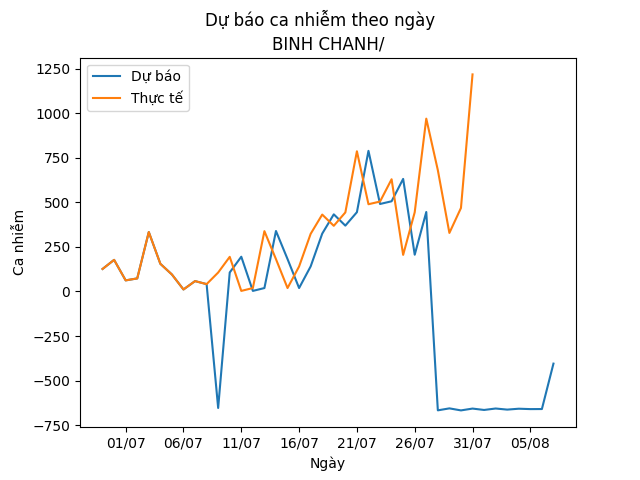 Dự báo ca nhiễm theo ngày
BINH CHANH/
Dự báo
Thực tế
1250
1000
750
500
250
0
−250
−500
−750
Ca nhiễm
01/07 06/07 11/07 16/07 21/07 26/07 31/07 05/08
Ngày